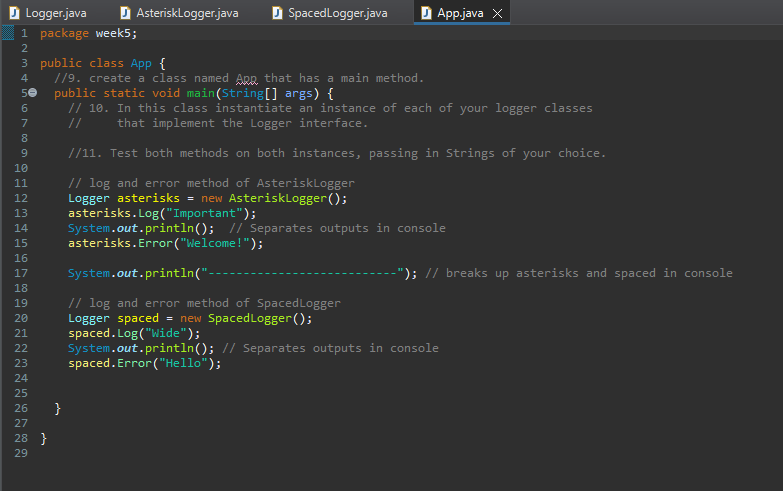 Logger.java AsteriskLogger.java SpacedLogger.java App.java
1 package week5;
2
3 public class App {
4 //9. create a class named App that has a main method.
5 public static void main(String[] args) {
6 // 10. In this class instantiate an instance of each of your logger classes
7 // that implement the Logger interface.
8
9 //11. Test both methods on both instances, passing in Strings of your choice.
10
11 // log and error method of AsteriskLogger
12 Logger asterisks = new AsteriskLogger();
13 asterisks.Log("Important");
14 System.out.println(); // Separates outputs in console
15 asterisks.Error("Welcome!");
16
17 System.out.println("---------------------------"); // breaks up asterisks and spaced in console
18
19 // log and error method of SpacedLogger
20 Logger spaced = new SpacedLogger();
21 spaced.Log("Wide");
22 System.out.println(); // Separates outputs in console
23 spaced.Error("Hello");
24
25
26 }
27
28 }
29